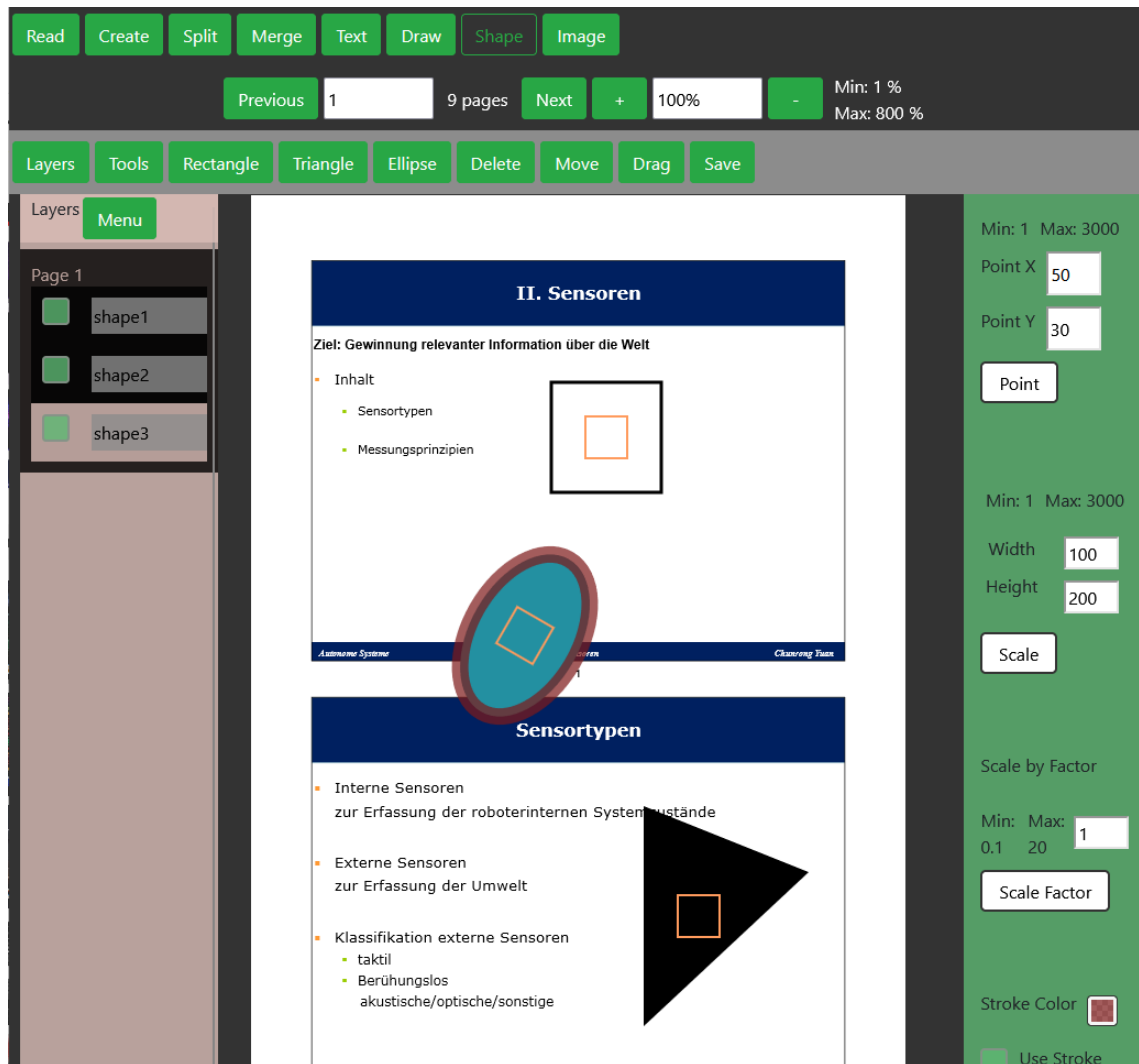 Read Create Split Merge Text Draw Shape Image
Previous 1 9 pages Next + 100% - Min: 1 %
Max: 800 %
Layers Tools Rectangle Triangle Ellipse Delete Move Drag Save
Layers Menu
Page 1
shape1
shape2
shape3
II. Sensoren
Ziel: Gewinnung relevanter Information über die Welt
Inhalt
Sensortypen
Messungsprinzipien
Autonome Systeme
Chunrong Yuan
Sensortypen
Interne Sensoren
zur Erfassung der roboterinternen Systemzustände
Externe Sensoren
zur Erfassung der Umwelt
Klassifikation externe Sensoren
taktil
Berühungslos
akustische/optische/sonstige
Min: 1 Max: 3000
Point X 50
Point Y 30
Point
Min: 1 Max: 3000
Width 100
Height 200
Scale
Scale by Factor
Min: Max: 1
0.1 20
Scale Factor
Stroke Color
Use Stroke